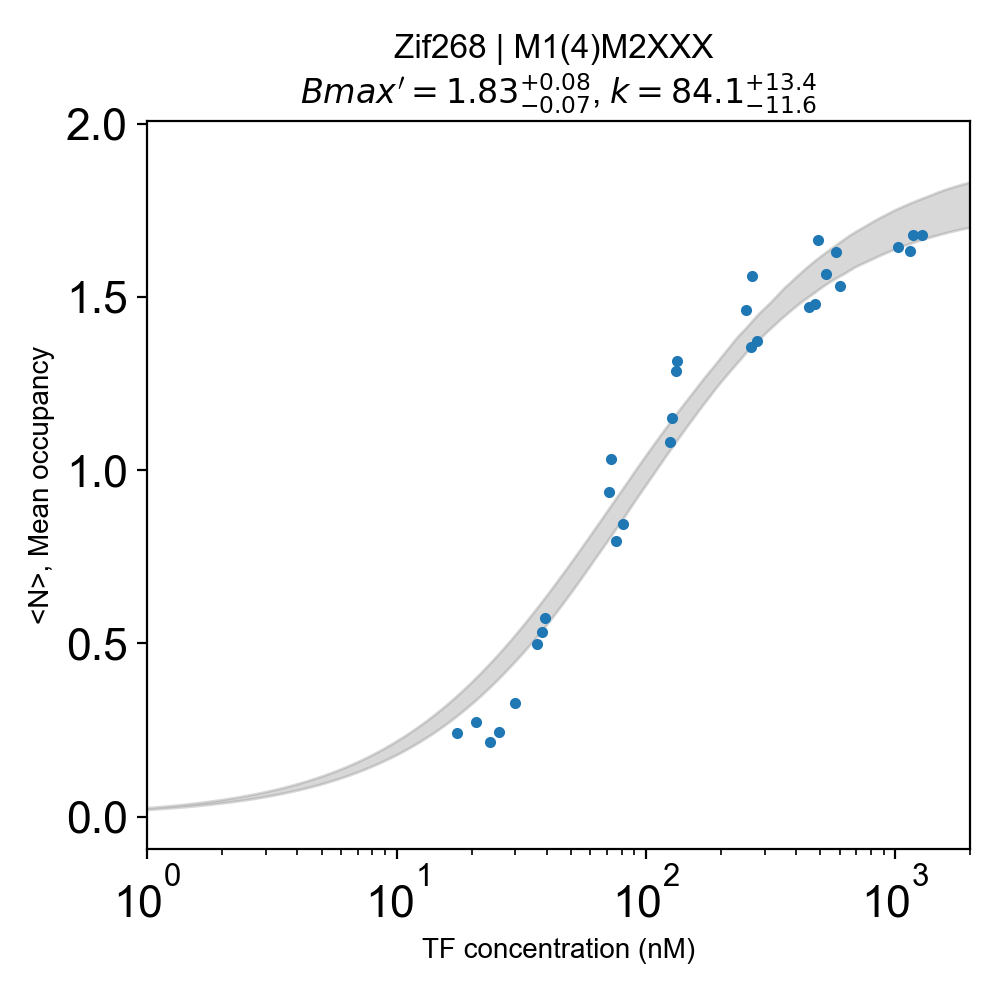 Zif268 | M1(4)M2XXX
Bmax′ = 1.83 +0.08 −0.07, k = 84.1 +13.4 −11.6
2.0
1.5
1.0
0.5
0.0
<N>, Mean occupancy
10^0 10^1 10^2 10^3
TF concentration (nM)